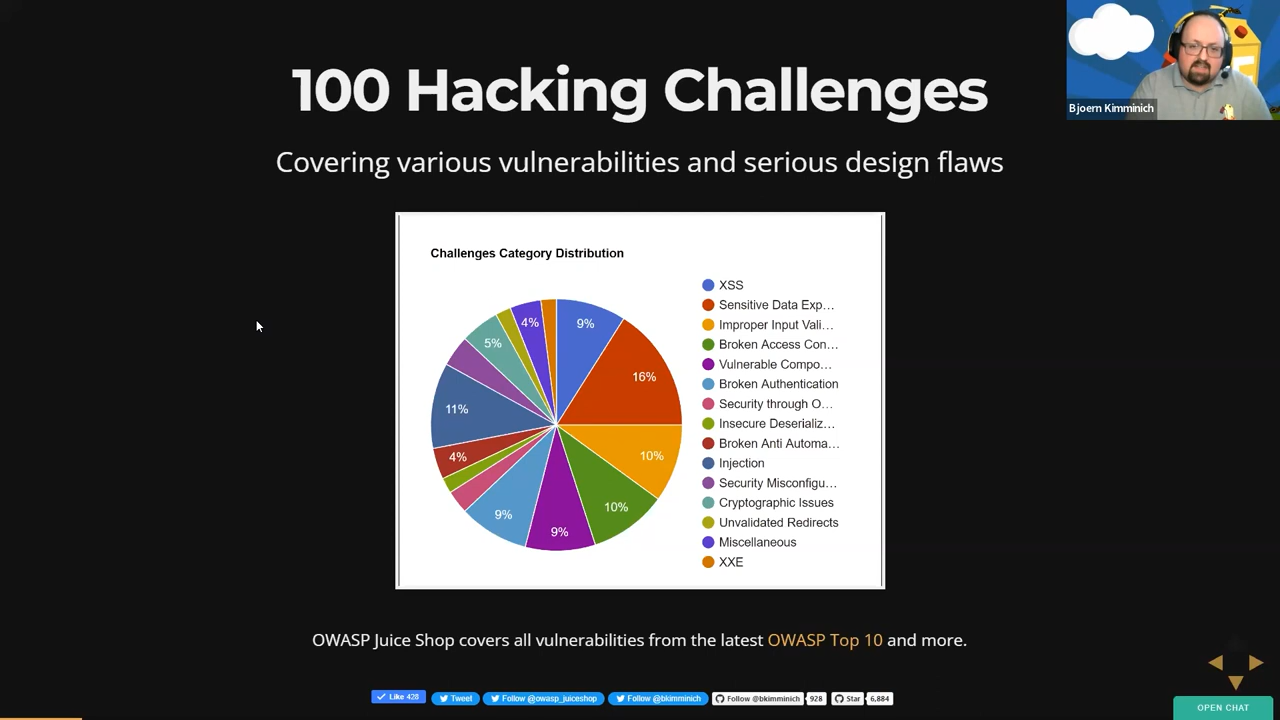 100 Hacking Challenges
Bjoern Kimminich
Covering various vulnerabilities and serious design flaws
Challenges Category Distribution
XSS
Sensitive Data Exp…
Improper Input Vali…
Broken Access Con…
Vulnerable Compo…
Broken Authentication
Security through O…
Insecure Deserializ…
Broken Anti Automa…
Injection
Security Misconfigu…
Cryptographic Issues
Unvalidated Redirects
Miscellaneous
XXE
9%
16%
10%
10%
9%
9%
4%
11%
5%
4%
OWASP Juice Shop covers all vulnerabilities from the latest OWASP Top 10 and more.
Like 428
Tweet
Follow @owasp_juiceshop
Follow @bkimminich
Follow @bkimminich 928
Star 6,884
OPEN CHAT